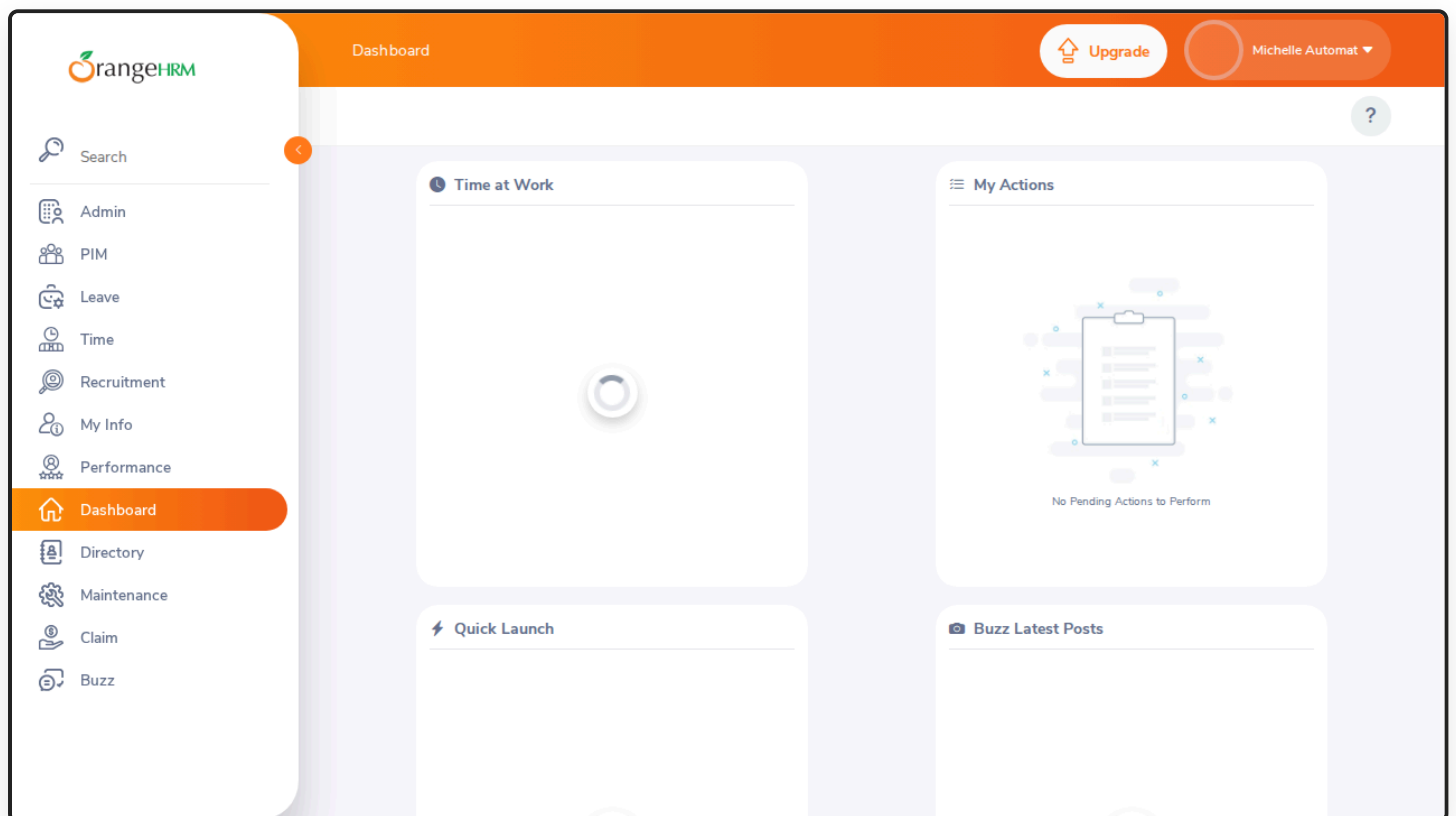 OrangeHRM
Dashboard
Upgrade
Michelle Automat
?
Search
Admin
PIM
Leave
Time
Recruitment
My Info
Performance
Dashboard
Directory
Maintenance
Claim
Buzz
Time at Work
My Actions
No Pending Actions to Perform
Quick Launch
Buzz Latest Posts